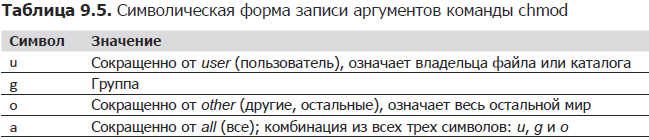 Таблица 9.5. Символическая форма записи аргументов команды chmod
Символ Значение
u Сокращенно от user (пользователь), означает владельца файла или каталога
g Группа
o Сокращенно от other (другие, остальные), означает весь остальной мир
a Сокращенно от all (все); комбинация из всех трех символов: u, g и o